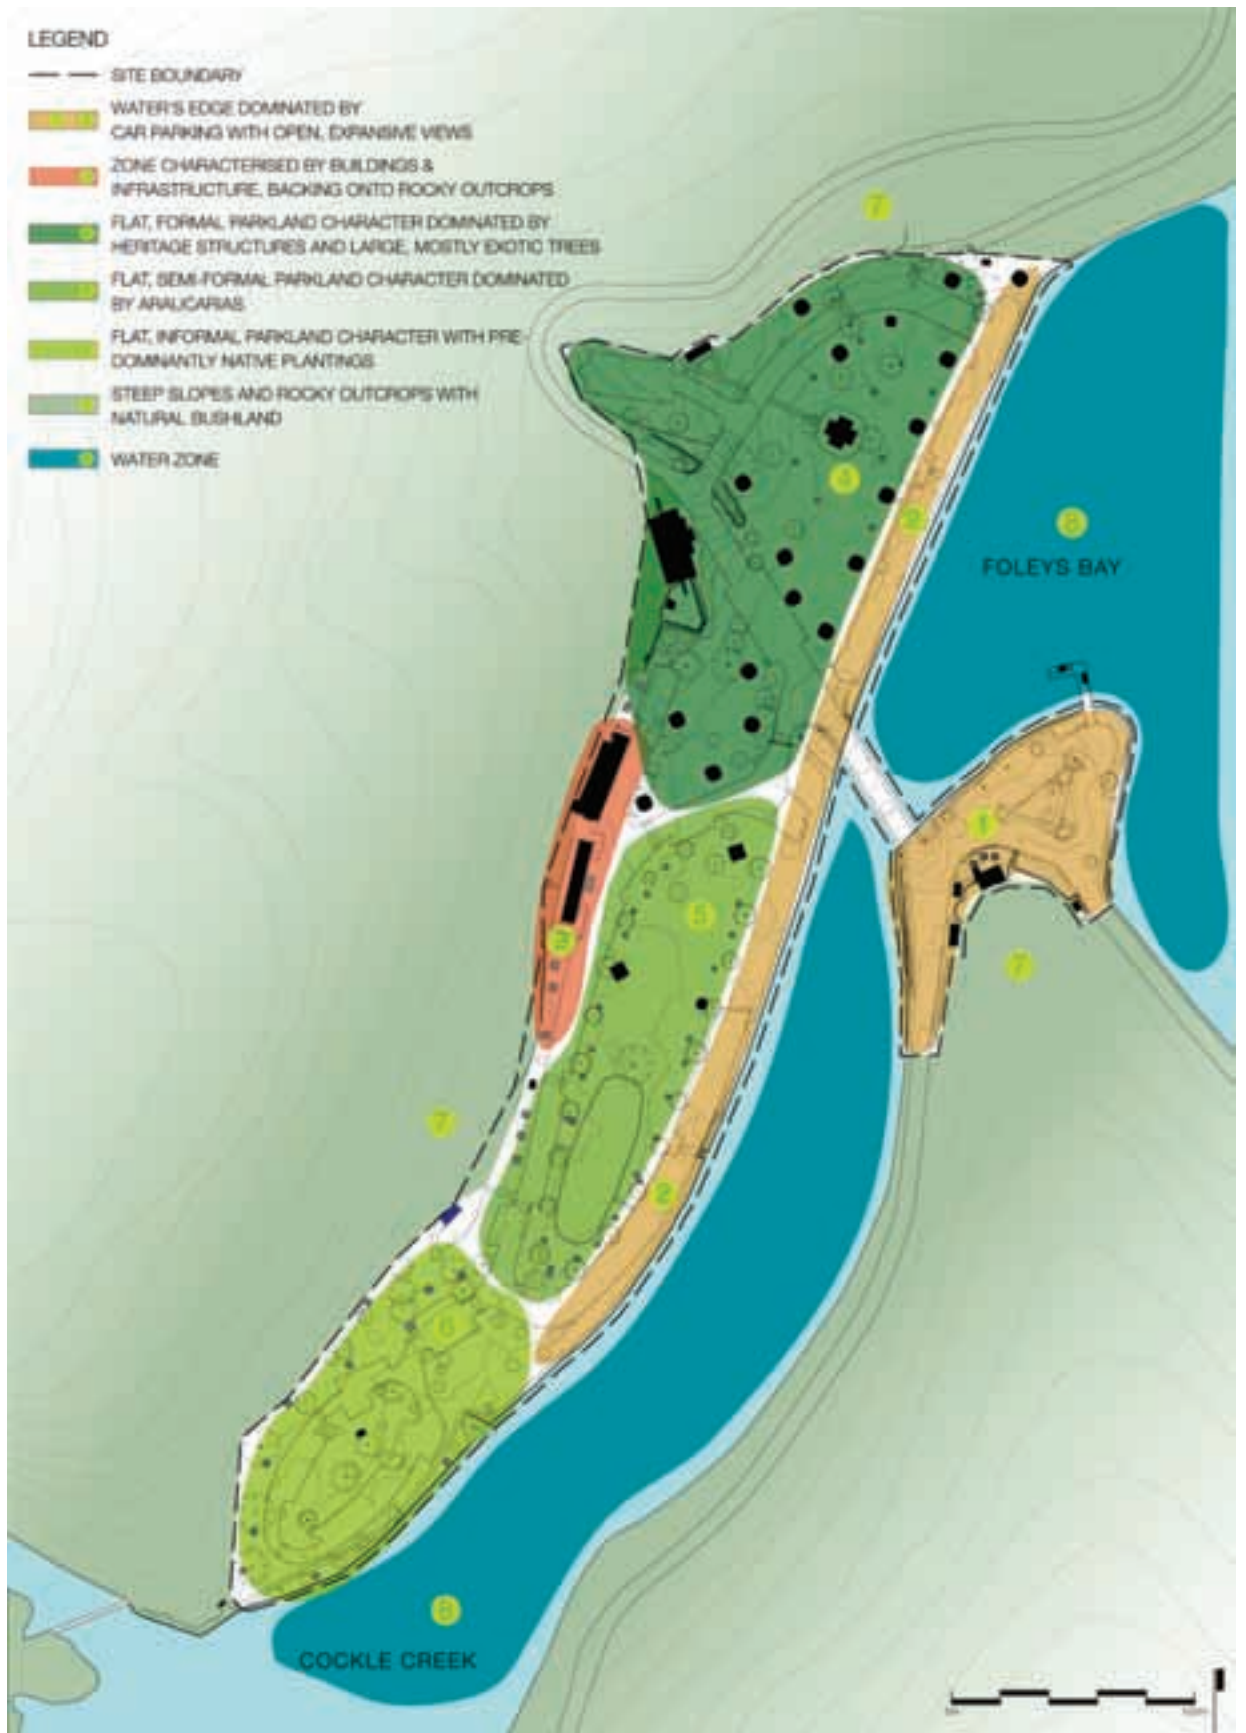 LEGEND
SITE BOUNDARY
WATER'S EDGE DOMINATED BY
CAR PARKING WITH OPEN, EXPANSIVE VIEWS
ZONE CHARACTERISED BY BUILDINGS &
INFRASTRUCTURE, BACKING ONTO ROCKY OUTCROPS
FLAT, FORMAL PARKLAND CHARACTER DOMINATED BY
HERITAGE STRUCTURES AND LARGE, MOSTLY EXOTIC TREES
FLAT, SEMI-FORMAL PARKLAND CHARACTER DOMINATED
BY ARAUCARIAS
FLAT, INFORMAL PARKLAND CHARACTER WITH PRE-
DOMINANTLY NATIVE PLANTINGS
STEEP SLOPES AND ROCKY OUTCROPS WITH
NATURAL BUSHLAND
WATER ZONE
7
4
2
8
FOLEYS BAY
1
5
3
7
7
2
6
8
COCKLE CREEK